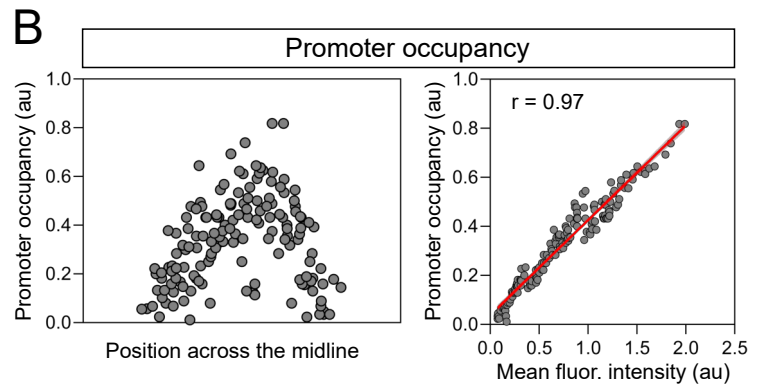 B
Promoter occupancy
Promoter occupancy (au)
1.0
0.8
0.6
0.4
0.2
0.0
Position across the midline
Promoter occupancy (au)
1.0
0.8
0.6
0.4
0.2
0.0
r = 0.97
0.0 0.5 1.0 1.5 2.0 2.5
Mean fluor. intensity (au)